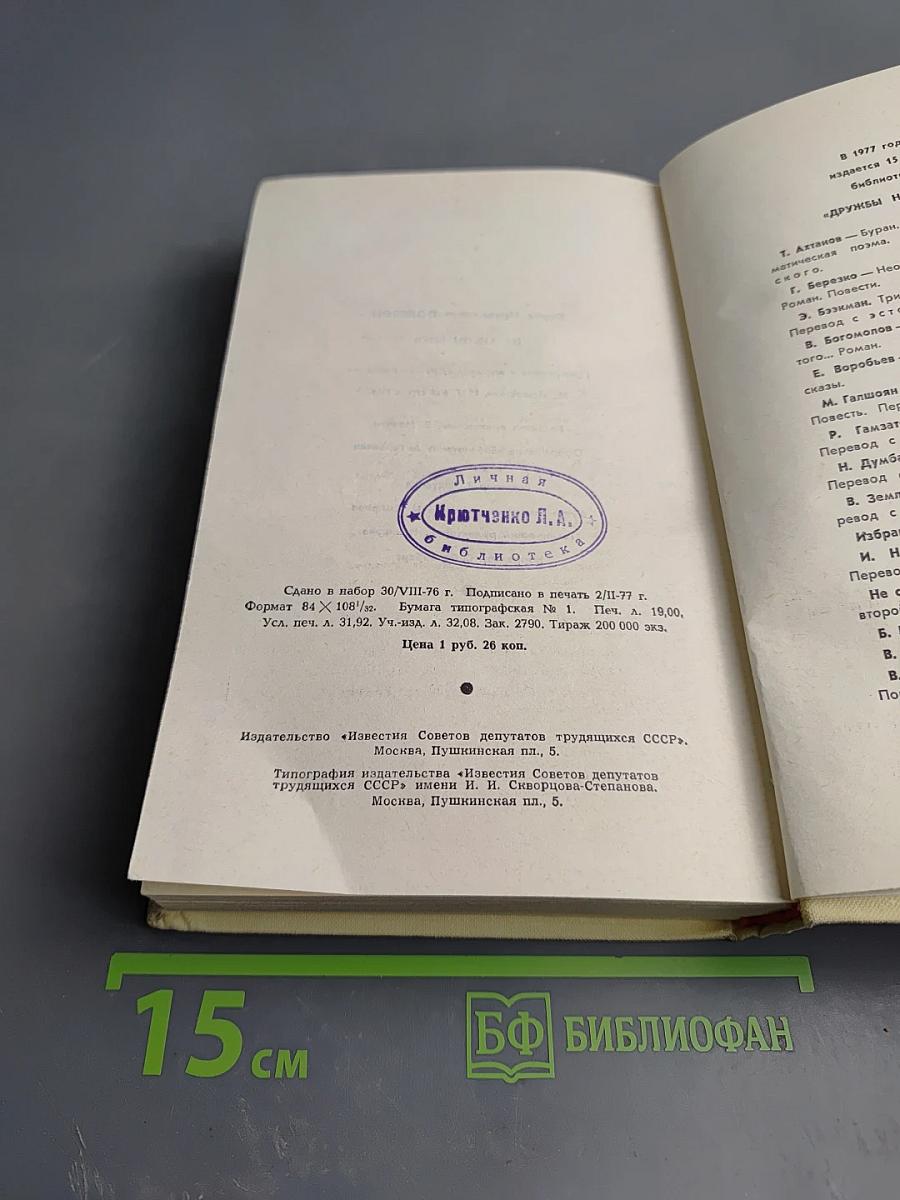 Личная
Крютченко Л.А.
библиотека
Сдано в набор 30/VIII-76 г. Подписано в печать 2/II-77 г.
Формат 84×108¹/₃₂. Бумага типографская № 1. Печ. л. 19,00.
Усл. печ. л. 31,92. Уч.-изд. л. 32,08. Зак. 2790. Тираж 200 000 экз.
Цена 1 руб. 26 коп.
Издательство «Известия Советов депутатов трудящихся СССР».
Москва, Пушкинская пл., 5.
Типография издательства «Известия Советов депутатов
трудящихся СССР» имени И. И. Скворцова-Степанова.
Москва, Пушкинская пл., 5.
В 1977 год
издается 15
библиоте
«ДРУЖБЫ Н
Т. Ахтанов — Буран.
матическая поэма.
ского.
Г. Березко — Нео
Роман. Повести.
Э. Бээкман. Три
Перевод с эсто
В. Богомолов —
того... Роман.
Е. Воробьев —
сказы.
М. Галшоян
Повесть. Пер
Р. Гамзат
Перевод с
Н. Думба
Перевод с
В. Земл
ревод с
Избран
И. Н
Перево
Не с
второй
Б.
В.
В.
По
15 см
БФ БИБЛИОФАН